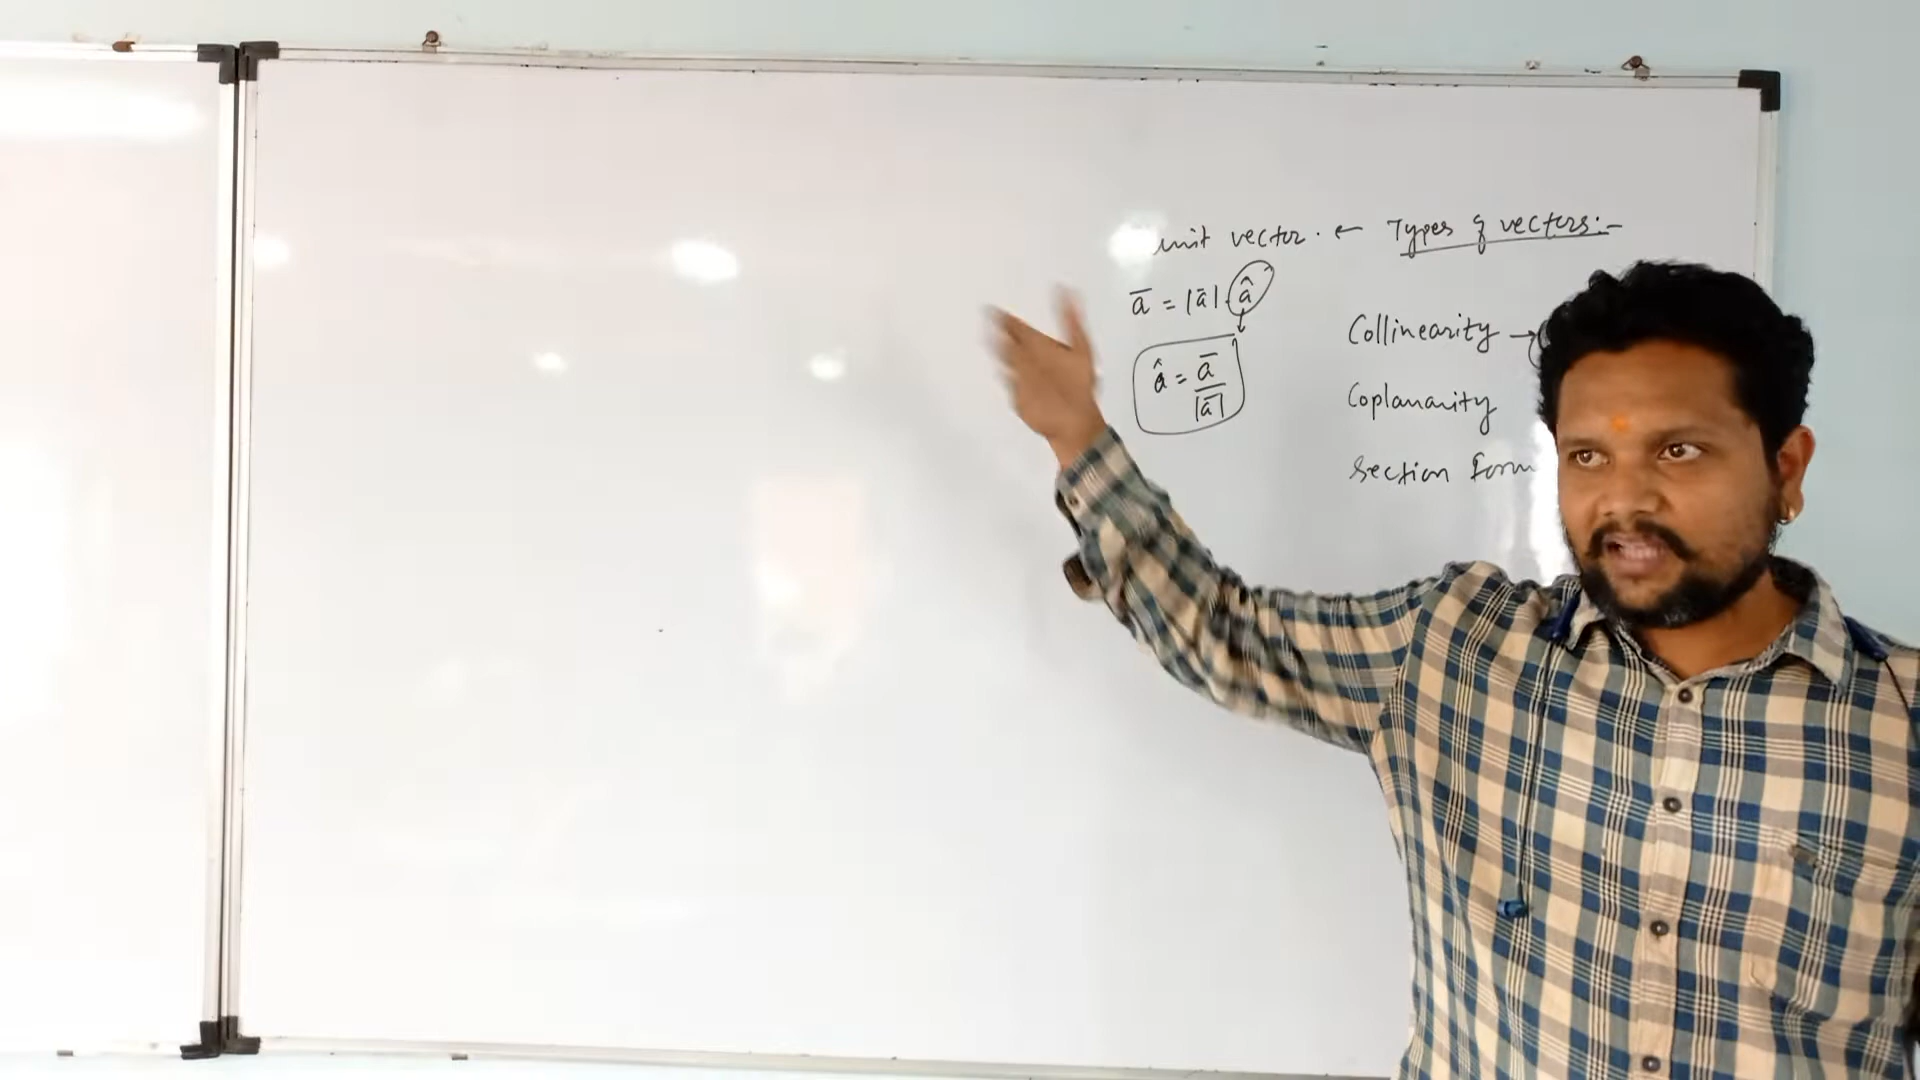 unit vector. ← Types of vectors:-
a̅ = |a̅|. â
â = a̅ / |a̅|
Collinearity →
Coplanarity
Section Form